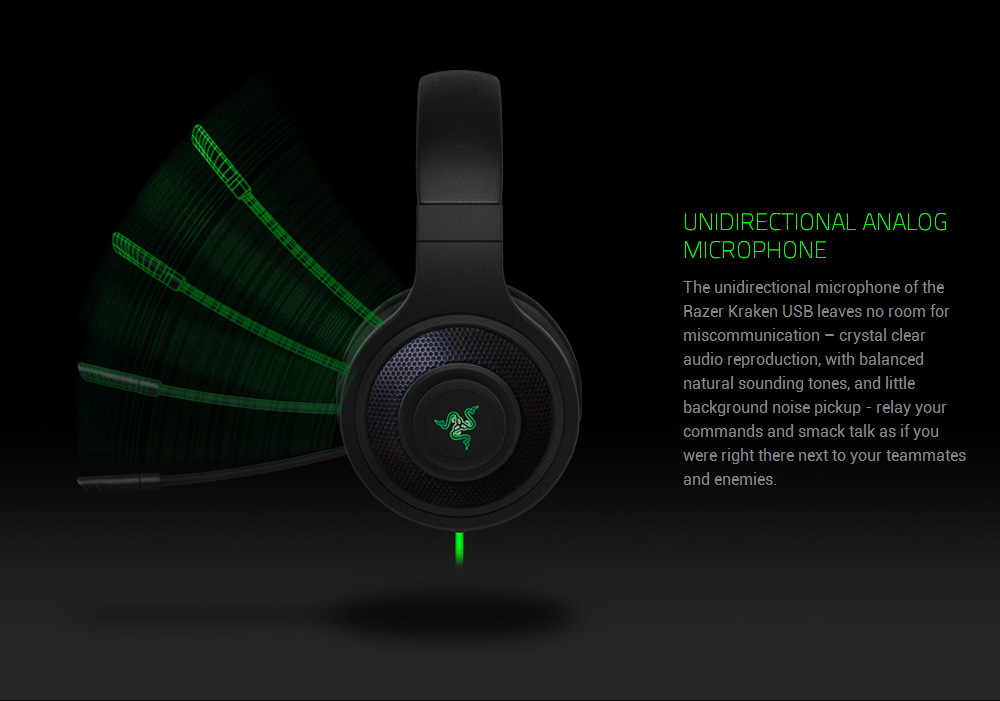 UNIDIRECTIONAL ANALOG
MICROPHONE
The unidirectional microphone of the
Razer Kraken USB leaves no room for
miscommunication – crystal clear
audio reproduction, with balanced
natural sounding tones, and little
background noise pickup - relay your
commands and smack talk as if you
were right there next to your teammates
and enemies.